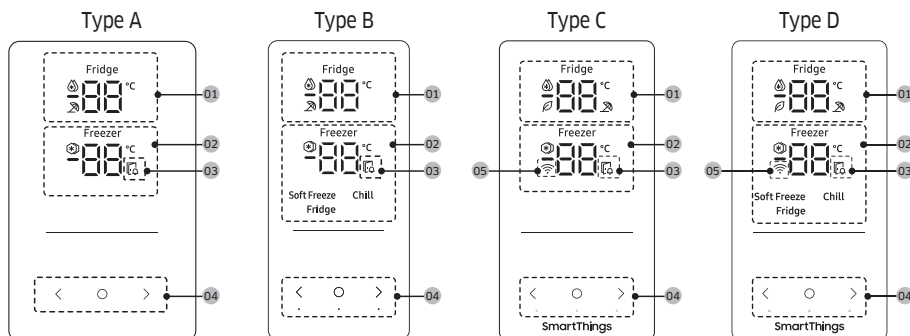 Type A
Type B
Type C
Type D
Fridge
88 °C
01
Freezer
88 °C
02
03
04
Fridge
88 °C
01
Freezer
88 °C
02
03
Soft Freeze Chill
Fridge
04
Fridge
88 °C
01
Freezer
88 °C
02
05
03
04
SmartThings
Fridge
88 °C
01
Freezer
88 °C
02
05
03
Soft Freeze Chill
Fridge
04
SmartThings